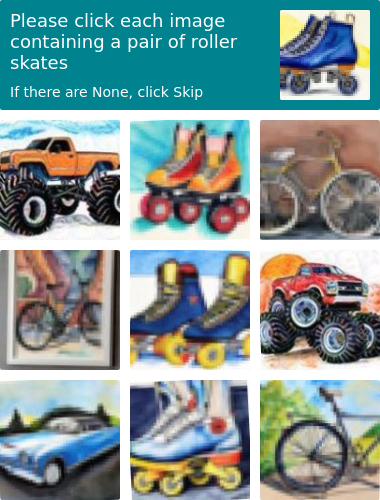 Please click each image
containing a pair of roller
skates
If there are None, click Skip